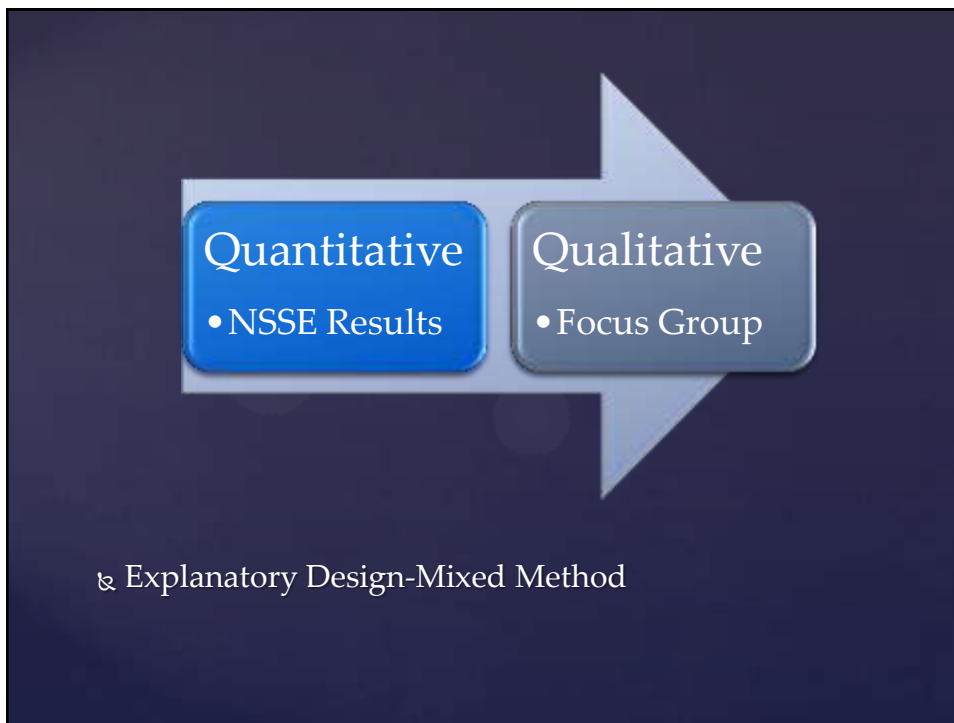 Quantitative
•NSSE Results
Qualitative
•Focus Group
Explanatory Design-Mixed Method